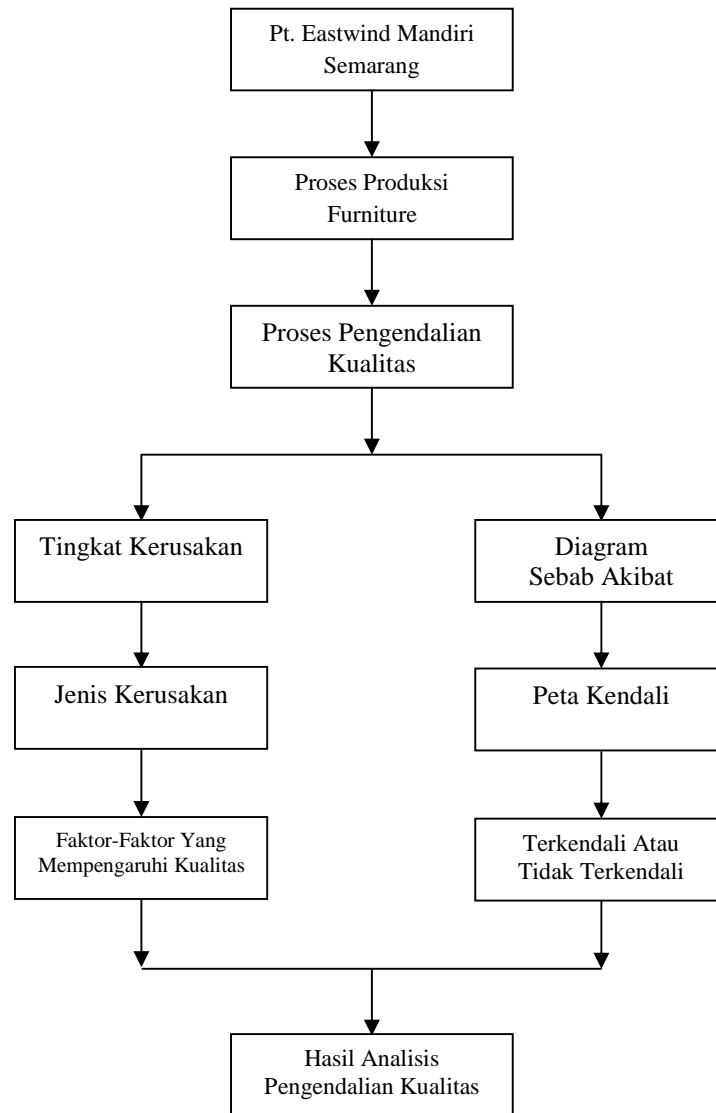 Pt. Eastwind Mandiri
Semarang
Proses Produksi
Furniture
Proses Pengendalian
Kualitas
Tingkat Kerusakan
Diagram
Sebab Akibat
Jenis Kerusakan
Peta Kendali
Faktor-Faktor Yang
Mempengaruhi Kualitas
Terkendali Atau
Tidak Terkendali
Hasil Analisis
Pengendalian Kualitas